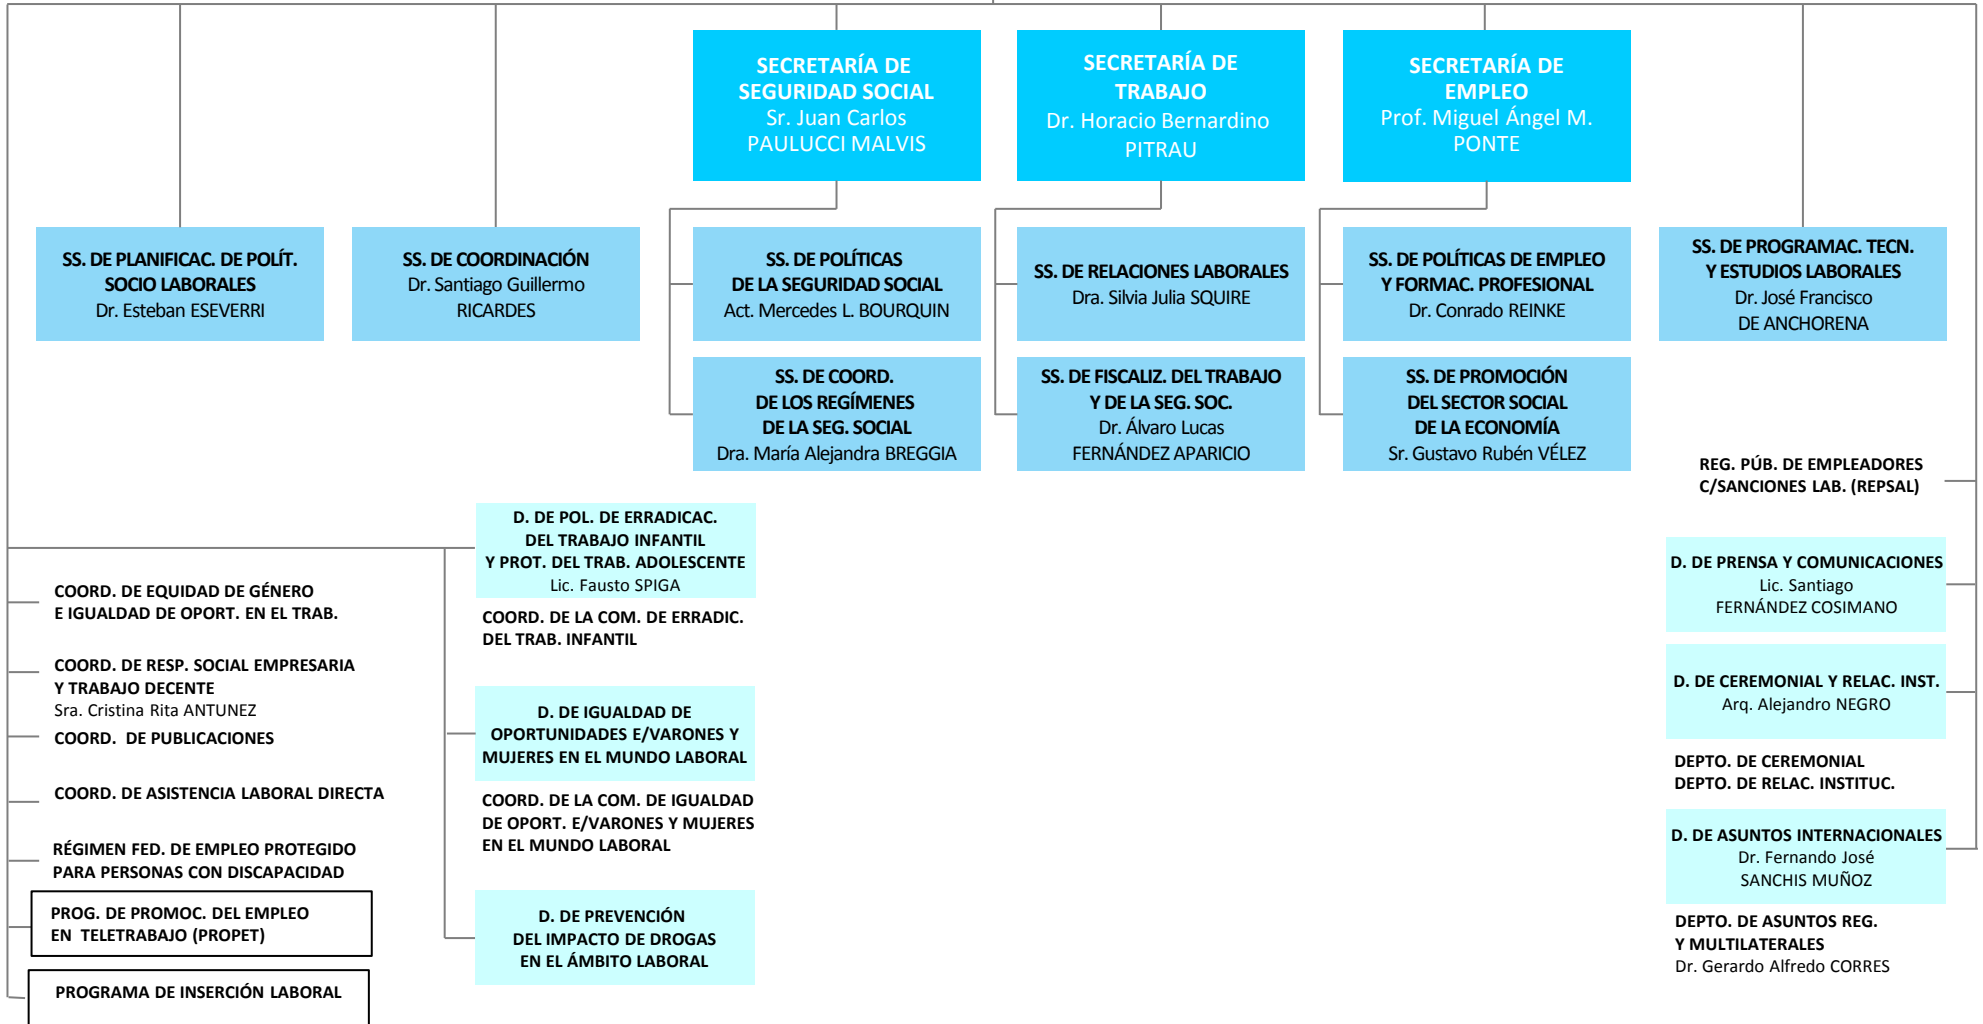 SECRETARÍA DE
SEGURIDAD SOCIAL
Sr. Juan Carlos
PAULUCCI MALVIS
SECRETARÍA DE
TRABAJO
Dr. Horacio Bernardino
PITRAU
SECRETARÍA DE
EMPLEO
Prof. Miguel Ángel M.
PONTE
SS. DE PLANIFICAC. DE POLÍT.
SOCIO LABORALES
Dr. Esteban ESEVERRI
SS. DE COORDINACIÓN
Dr. Santiago Guillermo
RICARDES
SS. DE POLÍTICAS
DE LA SEGURIDAD SOCIAL
Act. Mercedes L. BOURQUIN
SS. DE RELACIONES LABORALES
Dra. Silvia Julia SQUIRE
SS. DE POLÍTICAS DE EMPLEO
Y FORMAC. PROFESIONAL
Dr. Conrado REINKE
SS. DE PROGRAMAC. TECN.
Y ESTUDIOS LABORALES
Dr. José Francisco
DE ANCHORENA
SS. DE COORD.
DE LOS REGÍMENES
DE LA SEG. SOCIAL
Dra. María Alejandra BREGGIA
SS. DE FISCALIZ. DEL TRABAJO
Y DE LA SEG. SOC.
Dr. Álvaro Lucas
FERNÁNDEZ APARICIO
SS. DE PROMOCIÓN
DEL SECTOR SOCIAL
DE LA ECONOMÍA
Sr. Gustavo Rubén VÉLEZ
COORD. DE EQUIDAD DE GÉNERO
E IGUALDAD DE OPORT. EN EL TRAB.
COORD. DE RESP. SOCIAL EMPRESARIA
Y TRABAJO DECENTE
Sra. Cristina Rita ANTUNEZ
COORD. DE PUBLICACIONES
COORD. DE ASISTENCIA LABORAL DIRECTA
RÉGIMEN FED. DE EMPLEO PROTEGIDO
PARA PERSONAS CON DISCAPACIDAD
PROG. DE PROMOC. DEL EMPLEO
EN TELETRABAJO (PROPET)
PROGRAMA DE INSERCIÓN LABORAL
D. DE POL. DE ERRADICAC.
DEL TRABAJO INFANTIL
Y PROT. DEL TRAB. ADOLESCENTE
Lic. Fausto SPIGA
COORD. DE LA COM. DE ERRADIC.
DEL TRAB. INFANTIL
D. DE IGUALDAD DE
OPORTUNIDADES E/VARONES Y
MUJERES EN EL MUNDO LABORAL
COORD. DE LA COM. DE IGUALDAD
DE OPORT. E/VARONES Y MUJERES
EN EL MUNDO LABORAL
D. DE PREVENCIÓN
DEL IMPACTO DE DROGAS
EN EL ÁMBITO LABORAL
REG. PÚB. DE EMPLEADORES
C/SANCIONES LAB. (REPSAL)
D. DE PRENSA Y COMUNICACIONES
Lic. Santiago
FERNÁNDEZ COSIMANO
D. DE CEREMONIAL Y RELAC. INST.
Arq. Alejandro NEGRO
DEPTO. DE CEREMONIAL
DEPTO. DE RELAC. INSTITUC.
D. DE ASUNTOS INTERNACIONALES
Dr. Fernando José
SANCHIS MUÑOZ
DEPTO. DE ASUNTOS REG.
Y MULTILATERALES
Dr. Gerardo Alfredo CORRES